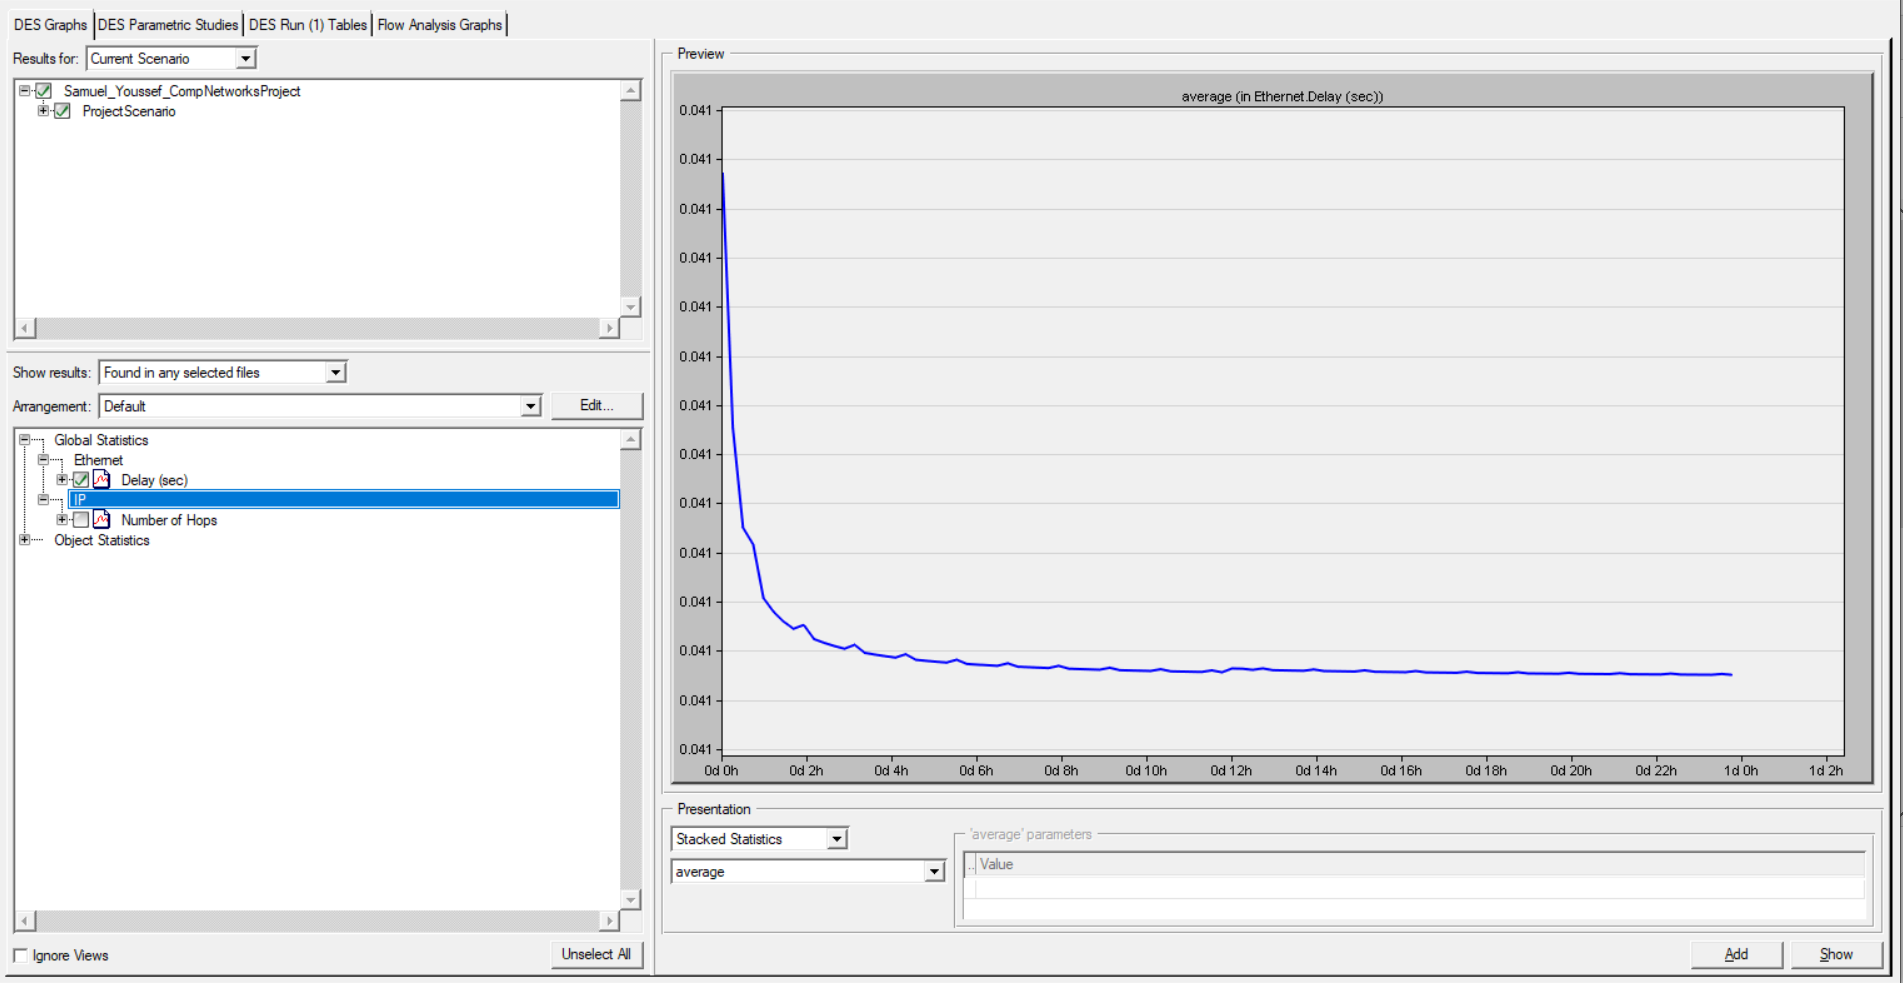 DES Graphs DES Parametric Studies DES Run (1) Tables Flow Analysis Graphs
Results for: Current Scenario
Samuel_Youssef_CompNetworksProject
ProjectScenario
Show results: Found in any selected files
Arrangement: Default Edit...
Global Statistics
Ethernet
Delay (sec)
IP
Number of Hops
Object Statistics
Ignore Views Unselect All
Preview
average (in Ethernet.Delay (sec))
0.041
0.041
0.041
0.041
0.041
0.041
0.041
0.041
0.041
0.041
0.041
0.041
0.041
0.041
0d 0h 0d 2h 0d 4h 0d 6h 0d 8h 0d 10h 0d 12h 0d 14h 0d 16h 0d 18h 0d 20h 0d 22h 1d 0h 1d 2h
Presentation
Stacked Statistics
average
'average' parameters
.. Value
Add Show